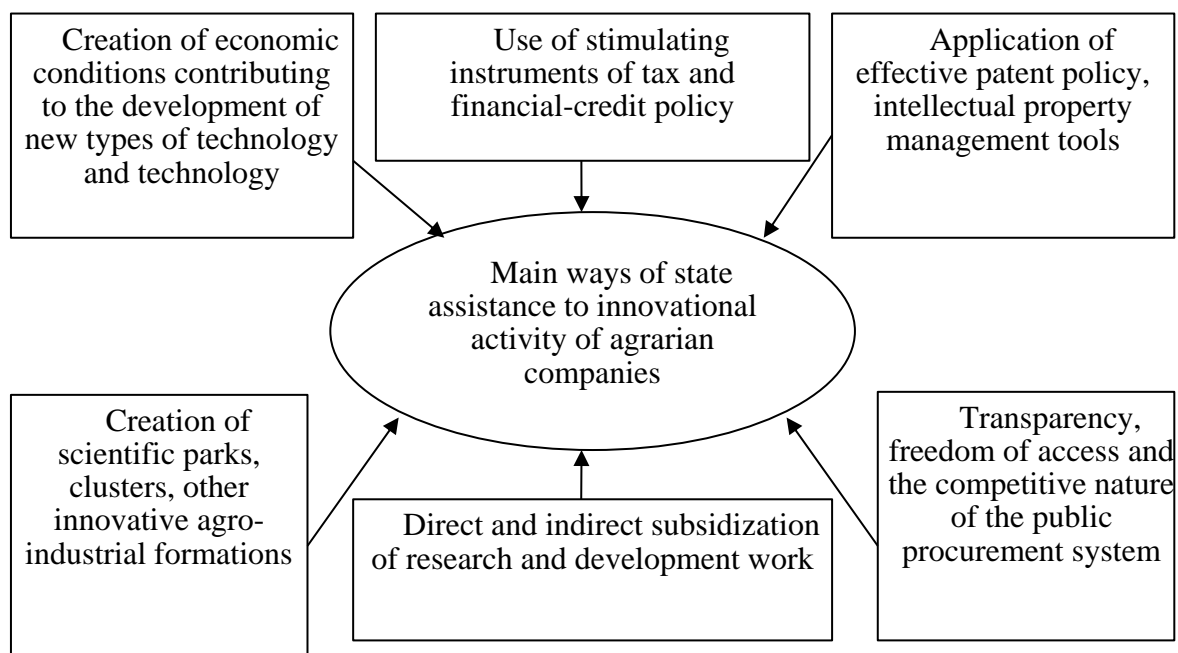 Creation of economic
conditions contributing
to the development of
new types of technology
and technology
Use of stimulating
instruments of tax and
financial-credit policy
Application of
effective patent policy,
intellectual property
management tools
Main ways of state
assistance to innovational
activity of agrarian
companies
Creation of
scientific parks,
clusters, other
innovative agro-
industrial formations
Direct and indirect subsidization
of research and development work
Transparency,
freedom of access and
the competitive nature
of the public
procurement system